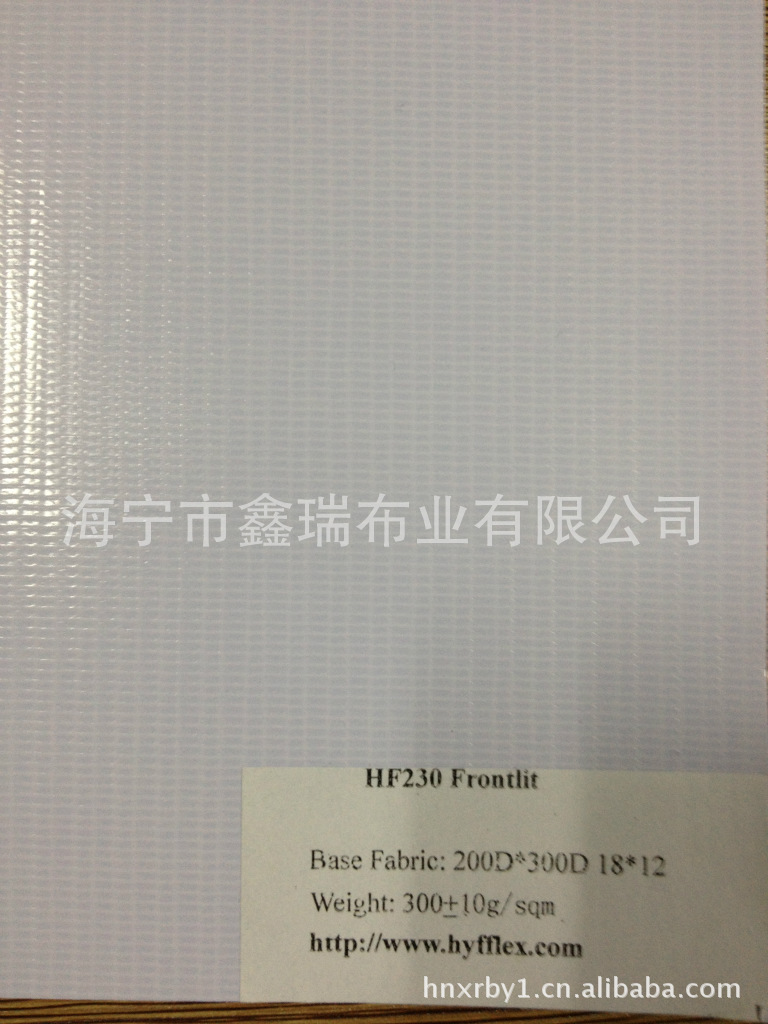 海宁市鑫瑞布业有限公司
HF230 Frontlit
Base Fabric: 200D*300D 18*12
Weight: 300±10g/sqm
http://www.hyfflex.com
hnxrby1.cn.alibaba.com